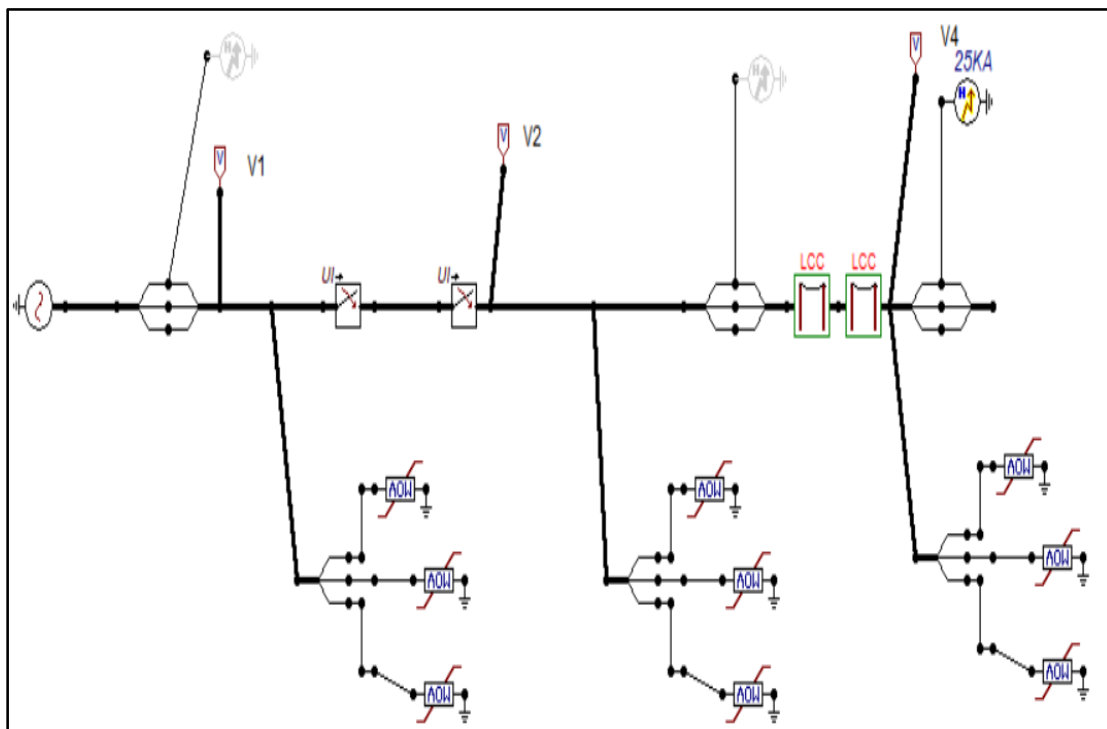 V V4
H
25KA
H
H
V V2
V V1
LCC LCC
UI UI
MOV
MOV MOV
MOV MOV MOV
MOV
MOV MOV